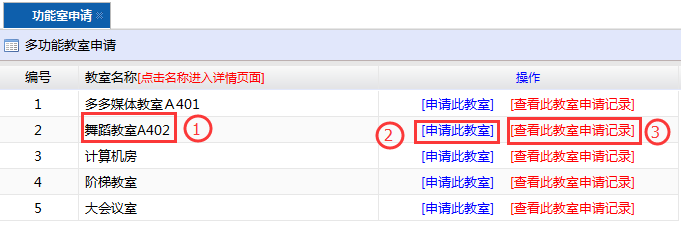 功能室申请
多功能教室申请
编号 教室名称[点击名称进入详情页面] 操作
1 多多媒体教室A401 [申请此教室] [查看此教室申请记录]
2 舞蹈教室A402 ① ② [申请此教室] [查看此教室申请记录] ③
3 计算机房 [申请此教室] [查看此教室申请记录]
4 阶梯教室 [申请此教室] [查看此教室申请记录]
5 大会议室 [申请此教室] [查看此教室申请记录]